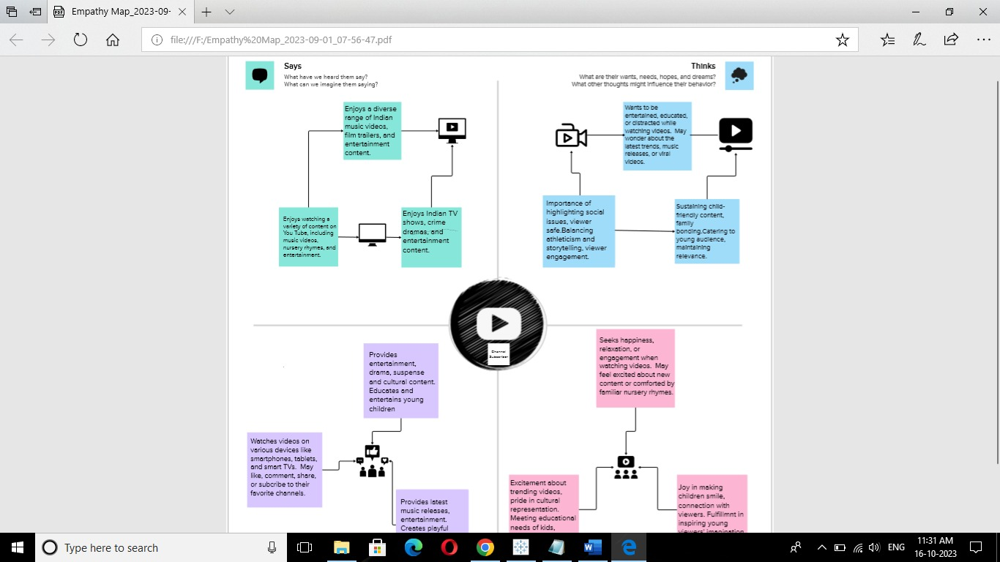 Empathy Map_2023-09-
file:///F:/Empathy%20Map_2023-09-01_07-56-47.pdf
Says
What have we heard them say?
What can we imagine them saying?
Thinks
What are their wants, needs, hopes, and dreams?
What other thoughts might influence their behavior?
Enjoys a diverse
range of Indian
music videos,
film trailers, and
entertainment
content.
Wants to be
entertained, educated,
or distracted while
watching videos. May
wonder about the
latest trends, music
releases, or viral
videos.
Enjoys watching a
variety of content on
You Tube, including
music videos,
nursery rhymes, and
entertainment.
Enjoys Indian TV
shows, crime
dramas, and
entertainment
content.
Importance of
highlighting social
issues, viewer
safe.Balancing
athleticism and
storytelling, viewer
engagement.
Sustaining child-
friendly content,
family
bonding.Catering to
young audience,
maintaining
relevance.
Channel
Subscriber
Provides
entertainment,
drama, suspense
and cultural content.
Educates and
entertains young
children
Seeks happiness,
relaxation, or
engagement when
watching videos. May
feel excited about new
content or comforted by
familiar nursery rhymes.
Watches videos on
various devices like
smartphones, tablets,
and smart TVs. May
like, comment, share,
or subcribe to their
favorite channels.
Provides latest
music releases,
entertainment.
Creates playful
Excitement about
trending videos,
pride in cultural
representation.
Meeting educational
needs of kids,
Joy in making
children smile,
connection with
viewers. Fulfillmnt in
inspiring young
viewers' imagination
Type here to search
ENG
11:31 AM
16-10-2023